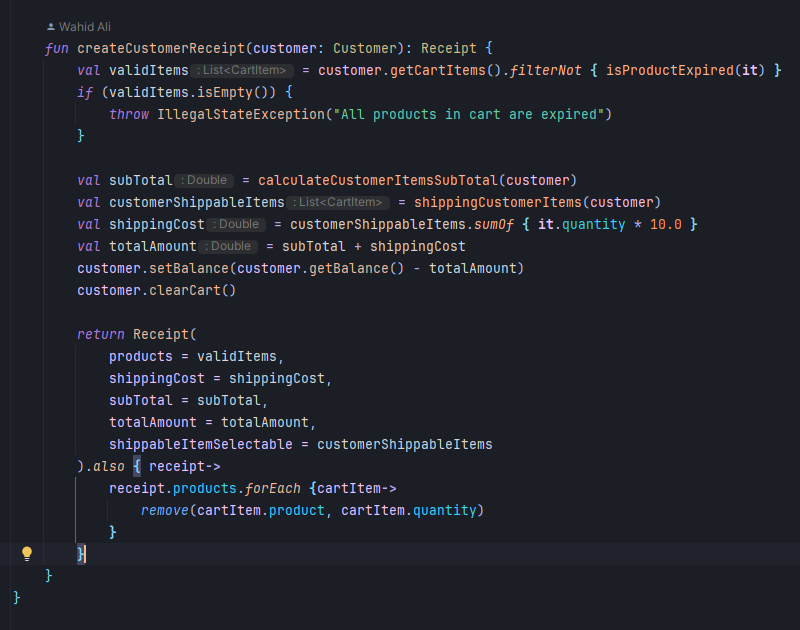 Wahid Ali
fun createCustomerReceipt(customer: Customer): Receipt {
val validItems : List<CartItem> = customer.getCartItems().filterNot { isProductExpired(it) }
if (validItems.isEmpty()) {
throw IllegalStateException("All products in cart are expired")
}
val subTotal : Double = calculateCustomerItemsSubTotal(customer)
val customerShippableItems : List<CartItem> = shippingCustomerItems(customer)
val shippingCost : Double = customerShippableItems.sumOf { it.quantity * 10.0 }
val totalAmount : Double = subTotal + shippingCost
customer.setBalance(customer.getBalance() - totalAmount)
customer.clearCart()
return Receipt(
products = validItems,
shippingCost = shippingCost,
subTotal = subTotal,
totalAmount = totalAmount,
shippableItemSelectable = customerShippableItems
).also { receipt->
receipt.products.forEach {cartItem->
remove(cartItem.product, cartItem.quantity)
}
}
}
}